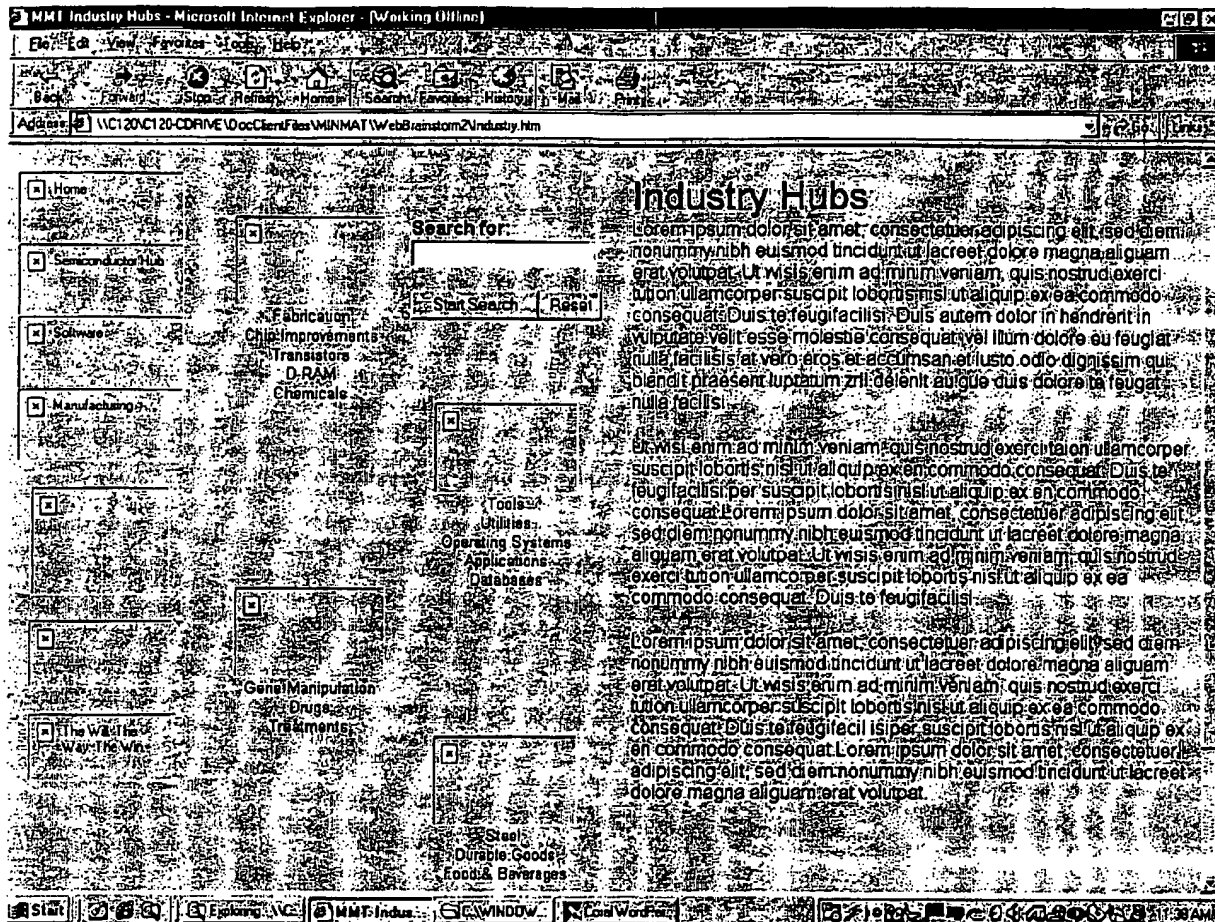 MMT Industry Hubs - Microsoft Internet Explorer - [Working Offline]
File Edit View Favorites Tools Help
Back Forward Stop Refresh Home Search Favorites History Mail Print
Address \\C120\C120-CDRIVE\DocClientFiles\MINMAT\WebBrainstorm2\Industry.htm Go Links
Home
Semiconductor Hub
Software
Manufacturing
The Will The
Way The Win
Fabrication
Chip Improvements
Transistors
D-RAM
Chemicals
Gene Manipulation
Drugs
Treatments
Search for:
Start Search Reset
Tools
Utilities
Operating Systems
Applications
Databases
Steel
Durable Goods
Food & Beverages
Industry Hubs
Lorem ipsum dolor sit amet, consectetuer adipiscing elit, sed diem
nonummy nibh euismod tincidunt ut lacreet dolore magna aliguam
erat volutpat. Ut wisis enim ad minim veniam, quis nostrud exerci
tution ullamcorper suscipit lobortis nisl ut aliquip ex ea commodo
consequat. Duis te feugifacilisi. Duis autem dolor in hendrerit in
vulputate velit esse molestie consequat, vel illum dolore eu feugiat
nulla facilisis at vero eros et accumsan et iusto odio dignissim qui
blandit praesent luptatum zril delenit au gue duis dolore te feugat
nulla facilisi.
Ut wisi enim ad minim veniam, quis nostrud exerci taion ullamcorper
suscipit lobortis nisl ut aliquip ex en commodo consequat. Duis te
feugifacilisi per suscipit lobortis nisl ut aliquip ex en commodo
consequat.Lorem ipsum dolor sit amet, consectetuer adipiscing elit,
sed diem nonummy nibh euismod tincidunt ut lacreet dolore magna
aliguam erat volutpat. Ut wisis enim ad minim veniam, quis nostrud
exerci tution ullamcorper suscipit lobortis nisl ut aliquip ex ea
commodo consequat. Duis te feugifacilisi.
Lorem ipsum dolor sit amet, consectetuer adipiscing elit, sed diem
nonummy nibh euismod tincidunt ut lacreet dolore magna aliguam
erat volutpat. Ut wisis enim ad minim veniam, quis nostrud exerci
tution ullamcorper suscipit lobortis nisl ut aliquip ex ea commodo
consequat. Duis te feugifacil isiper suscipit lobortis nisl ut aliquip ex
en commodo consequat.Lorem ipsum dolor sit amet, consectetuer
adipiscing elit, sed diem nonummy nibh euismod tincidunt ut lacreet
dolore magna aliguam erat volutpat.
Start Exploring MMT Indus... C:\WINDOW... Corel WordPer...